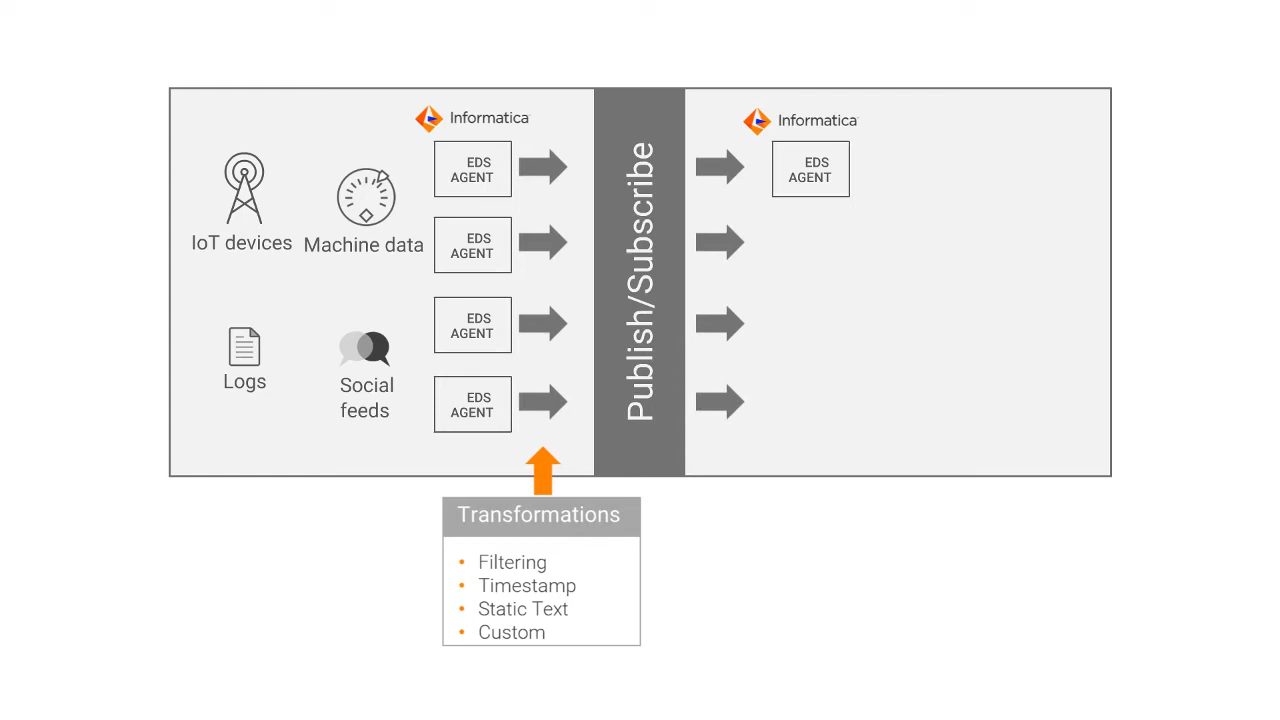 Informatica
EDS
AGENT
EDS
AGENT
EDS
AGENT
EDS
AGENT
IoT devices
Machine data
Logs
Social
feeds
Publish/Subscribe
Informatica
EDS
AGENT
Transformations
• Filtering
• Timestamp
• Static Text
• Custom